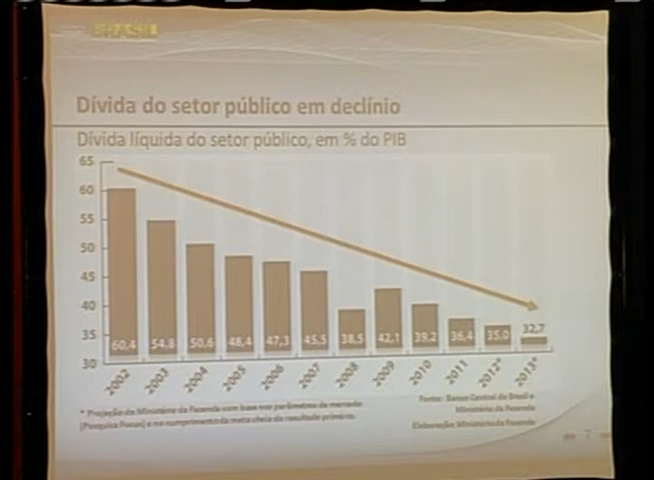 BRASIL
Dívida do setor público em declínio
Dívida líquida do setor público, em % do PIB
65
60
55
50
45
40
35
30
60,4 54,8 50,6 48,4 47,3 45,5 38,5 42,1 39,2 36,4 35,0 32,7
2002 2003 2004 2005 2006 2007 2008 2009 2010 2011 2012* 2013*
* Projeção do Ministério da Fazenda com base nos parâmetros de mercado
(Pesquisa Focus) e no cumprimento da meta cheia do resultado primário.
Fonte: Banco Central do Brasil e
Ministério da Fazenda
Elaboração: Ministério da Fazenda